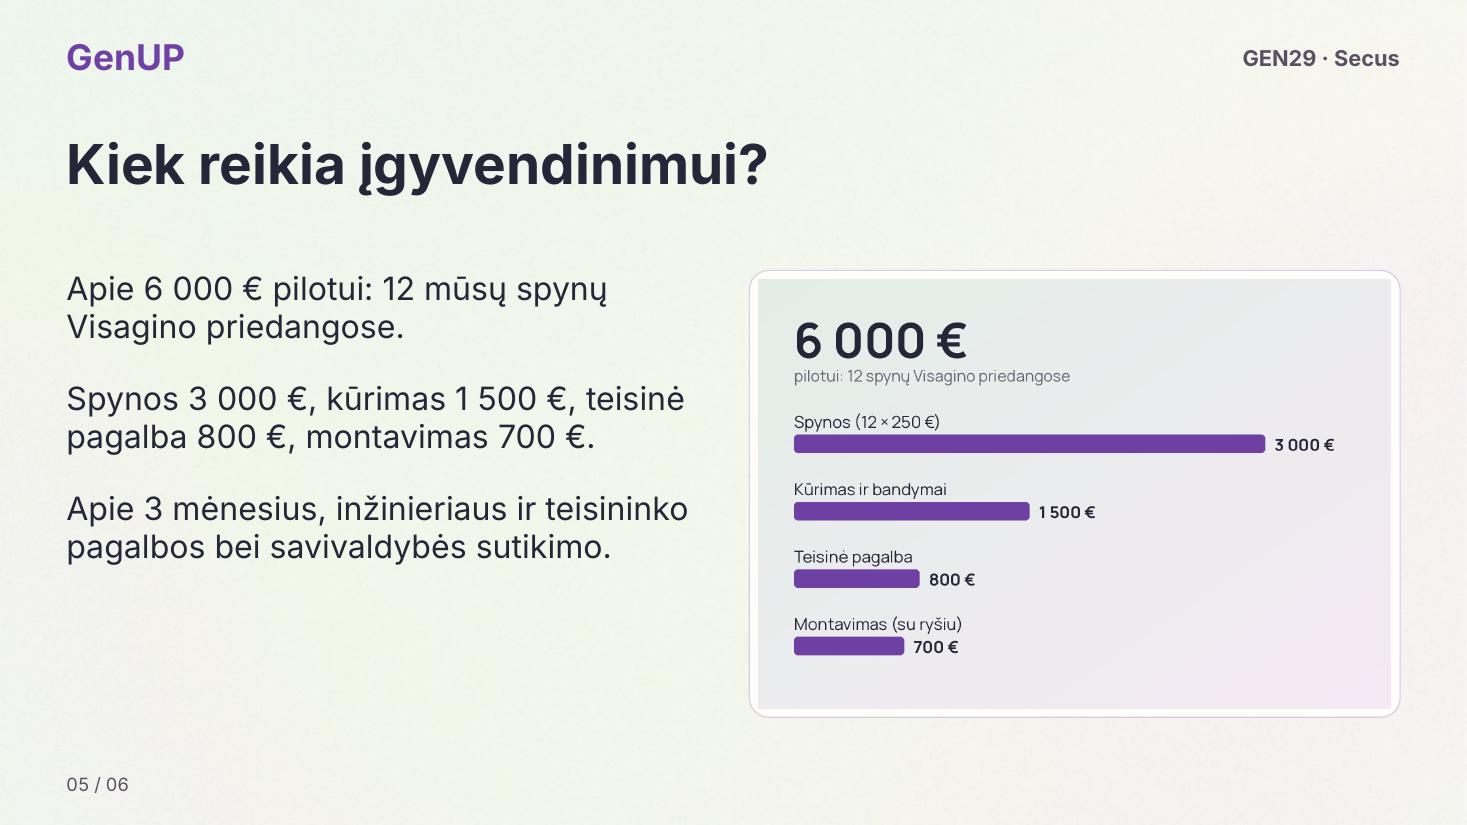 GenUP
GEN29 · Secus
Kiek reikia įgyvendinimui?
Apie 6 000 € pilotui: 12 mūsų spynų
Visagino priedangose.
Spynos 3 000 €, kūrimas 1 500 €, teisinė
pagalba 800 €, montavimas 700 €.
Apie 3 mėnesius, inžinieriaus ir teisininko
pagalbos bei savivaldybės sutikimo.
6 000 €
pilotui: 12 spynų Visagino priedangose
Spynos (12 × 250 €)
3 000 €
Kūrimas ir bandymai
1 500 €
Teisinė pagalba
800 €
Montavimas (su ryšiu)
700 €
05 / 06